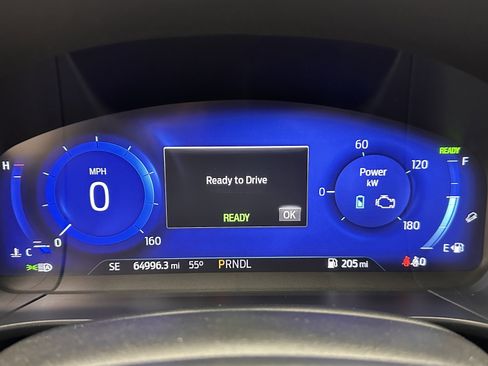 READY
H
F
60
120
MPH
0
Power
kW
0
Ready to Drive
READY
OK
0
160
180
C
E
SE 64996.3 mi 55° PRNDL 205 mi